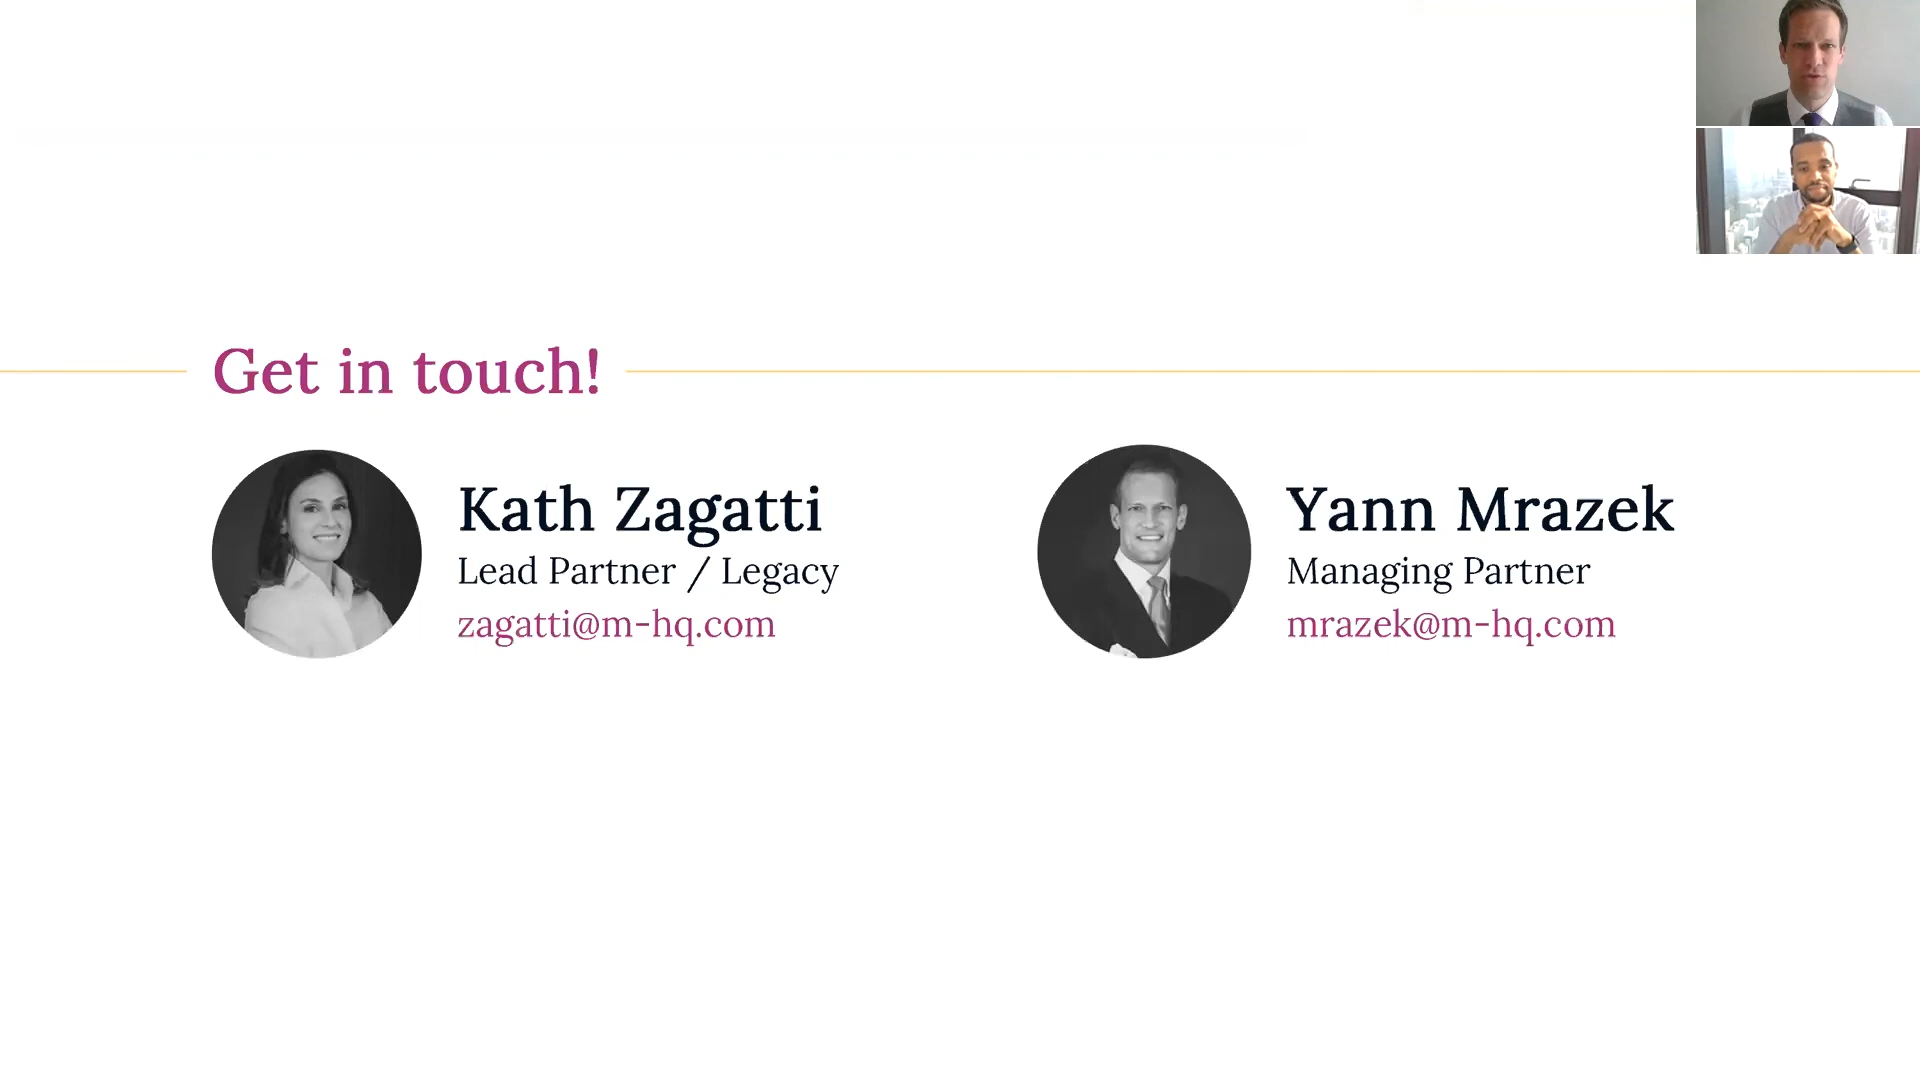 Get in touch!
Kath Zagatti
Lead Partner / Legacy
zagatti@m-hq.com
Yann Mrazek
Managing Partner
mrazek@m-hq.com